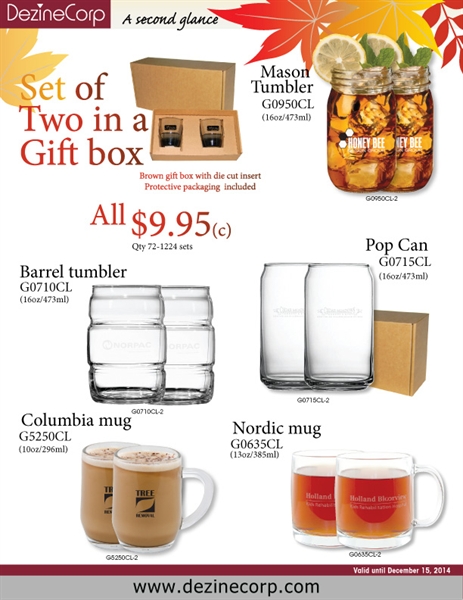 DezineCorp
A second glance
Set of
Two in a
Gift box
Brown gift box with die cut insert
Protective packaging included
Mason
Tumbler
G0950CL
(16oz/473ml)
HONEY BEE
G0950CL-2
All $9.95(c)
Qty 72-1224 sets
Barrel tumbler
G0710CL
(16oz/473ml)
NORPAC
G0710CL-2
Pop Can
G0715CL
(16oz/473ml)
G0715CL-2
Columbia mug
G5250CL
(10oz/296ml)
TREE
REMOVAL
G5250CL-2
Nordic mug
G0635CL
(13oz/385ml)
Holland Bloorview
G0635CL-2
Valid until December 15, 2014
www.dezinecorp.com